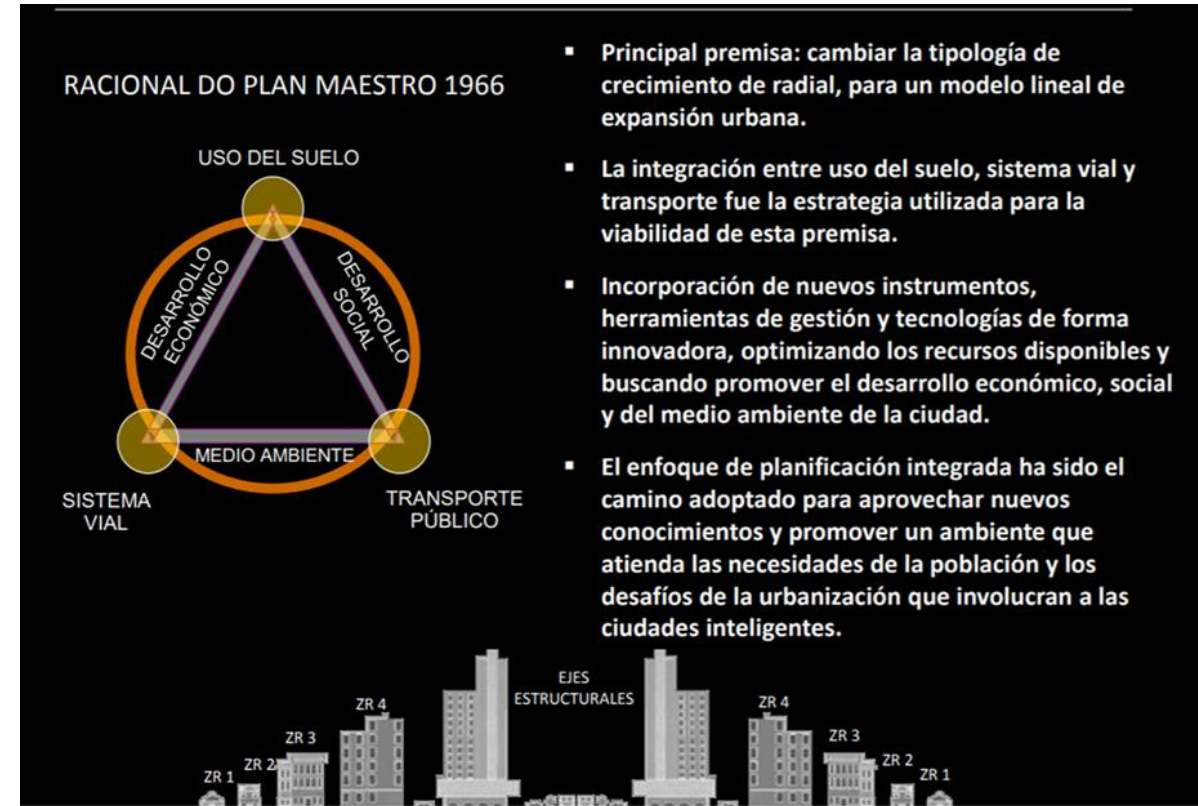 RACIONAL DO PLAN MAESTRO 1966
USO DEL SUELO
DESARROLLO
ECONÓMICO
DESARROLLO
SOCIAL
MEDIO AMBIENTE
SISTEMA
VIAL
TRANSPORTE
PÚBLICO
▪ Principal premisa: cambiar la tipología de
crecimiento de radial, para un modelo lineal de
expansión urbana.
▪ La integración entre uso del suelo, sistema vial y
transporte fue la estrategia utilizada para la
viabilidad de esta premisa.
▪ Incorporación de nuevos instrumentos,
herramientas de gestión y tecnologías de forma
innovadora, optimizando los recursos disponibles y
buscando promover el desarrollo económico, social
y del medio ambiente de la ciudad.
▪ El enfoque de planificación integrada ha sido el
camino adoptado para aprovechar nuevos
conocimientos y promover un ambiente que
atienda las necesidades de la población y los
desafíos de la urbanización que involucran a las
ciudades inteligentes.
ZR 1
ZR 2
ZR 3
ZR 4
EJES
ESTRUCTURALES
ZR 4
ZR 3
ZR 2
ZR 1